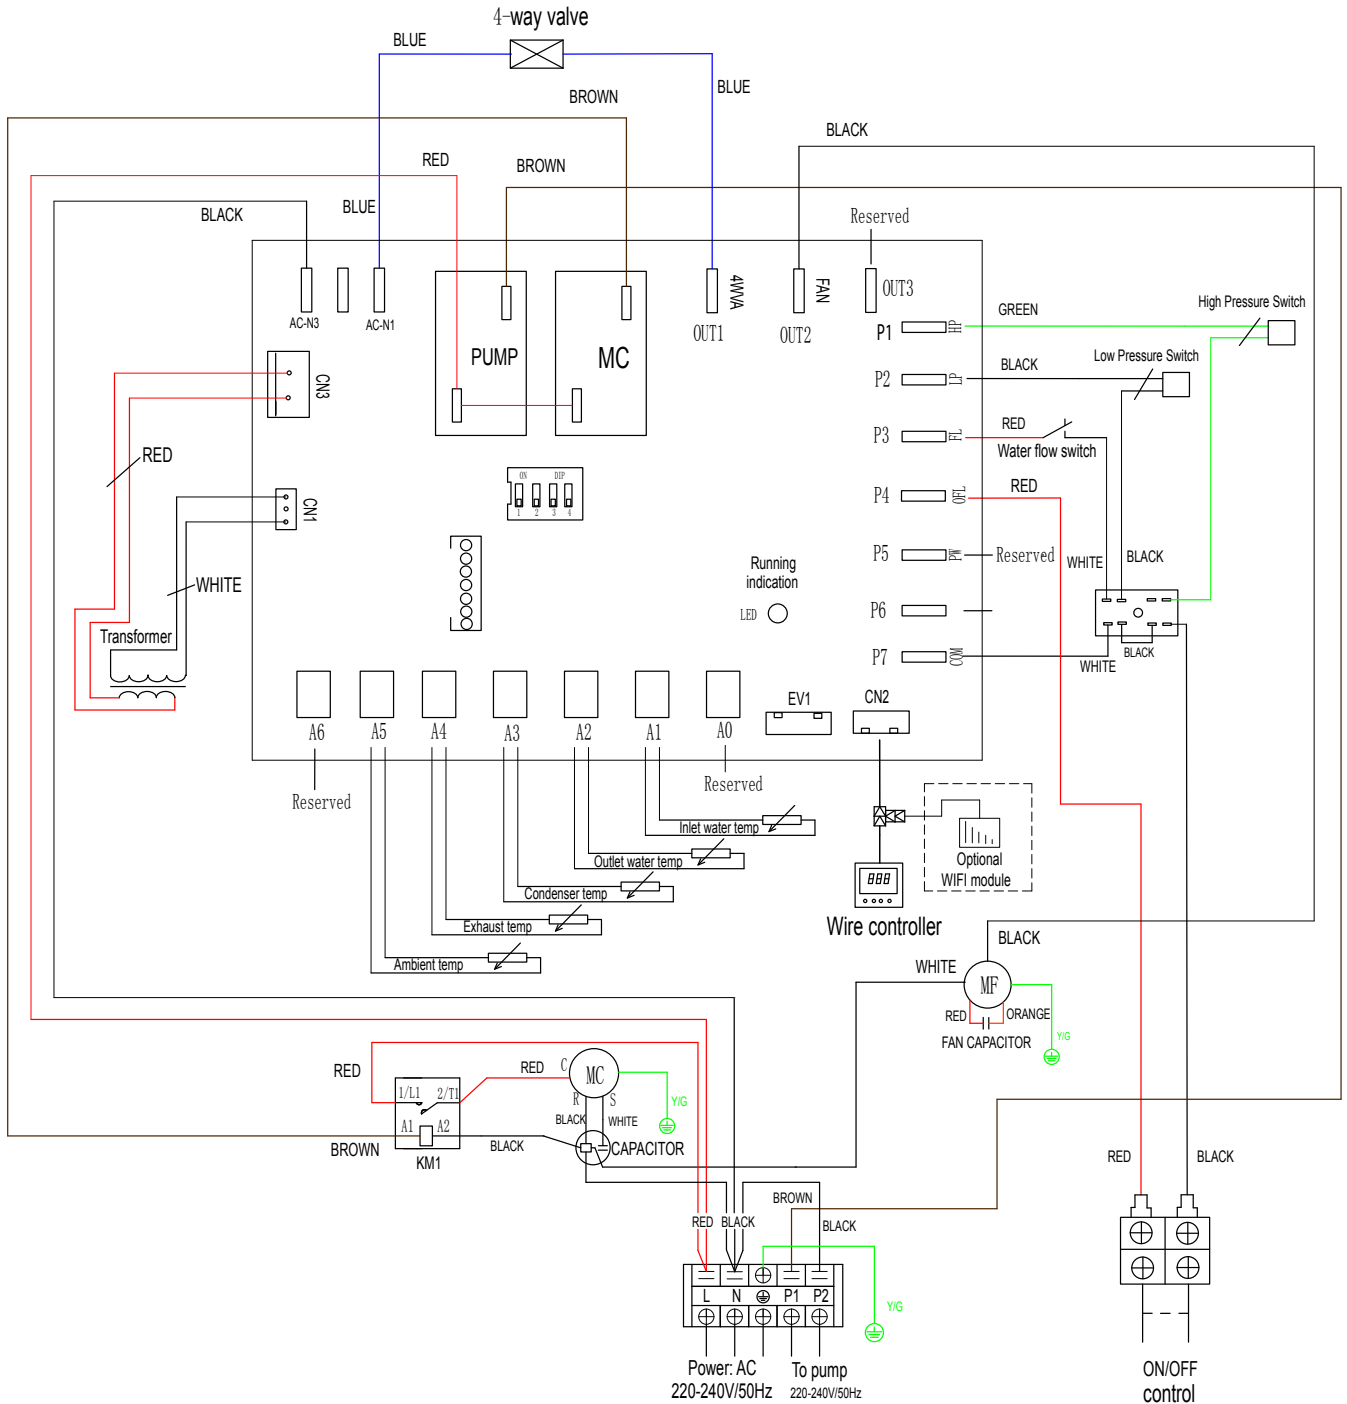 4-way valve
BLUE
BLUE
BROWN
BLACK
RED
BROWN
BLACK
BLUE
Reserved
AC-N3
AC-N1
PUMP
MC
4WVA
OUT1
FAN
OUT2
OUT3
P1
HP
GREEN
High Pressure Switch
P2
LP
BLACK
Low Pressure Switch
CN3
P3
FL
RED
Water flow switch
RED
ON
DIP
1
2
3
4
P4
OFL
RED
CN1
P5
PW
Reserved
WHITE
BLACK
WHITE
Running
indication
LED
P6
Transformer
P7
COM
WHITE
BLACK
EV1
CN2
A6
A5
A4
A3
A2
A1
A0
Reserved
Reserved
Inlet water temp
Outlet water temp
Condenser temp
Exhaust temp
Ambient temp
Optional
WIFI module
888
Wire controller
BLACK
WHITE
MF
RED
ORANGE
FAN CAPACITOR
Y/G
RED
1/L1
2/T1
A1
A2
KM1
RED
C
MC
R
S
Y/G
BLACK
WHITE
CAPACITOR
BROWN
BLACK
RED
BLACK
BROWN
BLACK
RED
BLACK
L
N
P1
P2
Y/G
Power: AC
220-240V/50Hz
To pump
220-240V/50Hz
ON/OFF
control